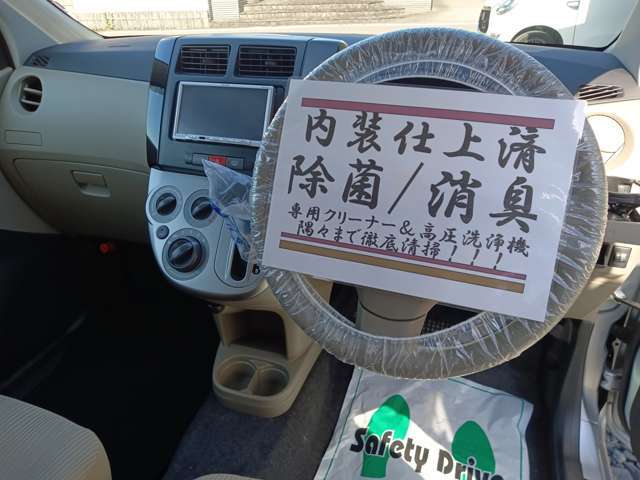 内装仕上済
除菌/消臭
専用クリーナー&高圧洗浄機
隅々まで徹底清掃!!!
Safety Drive